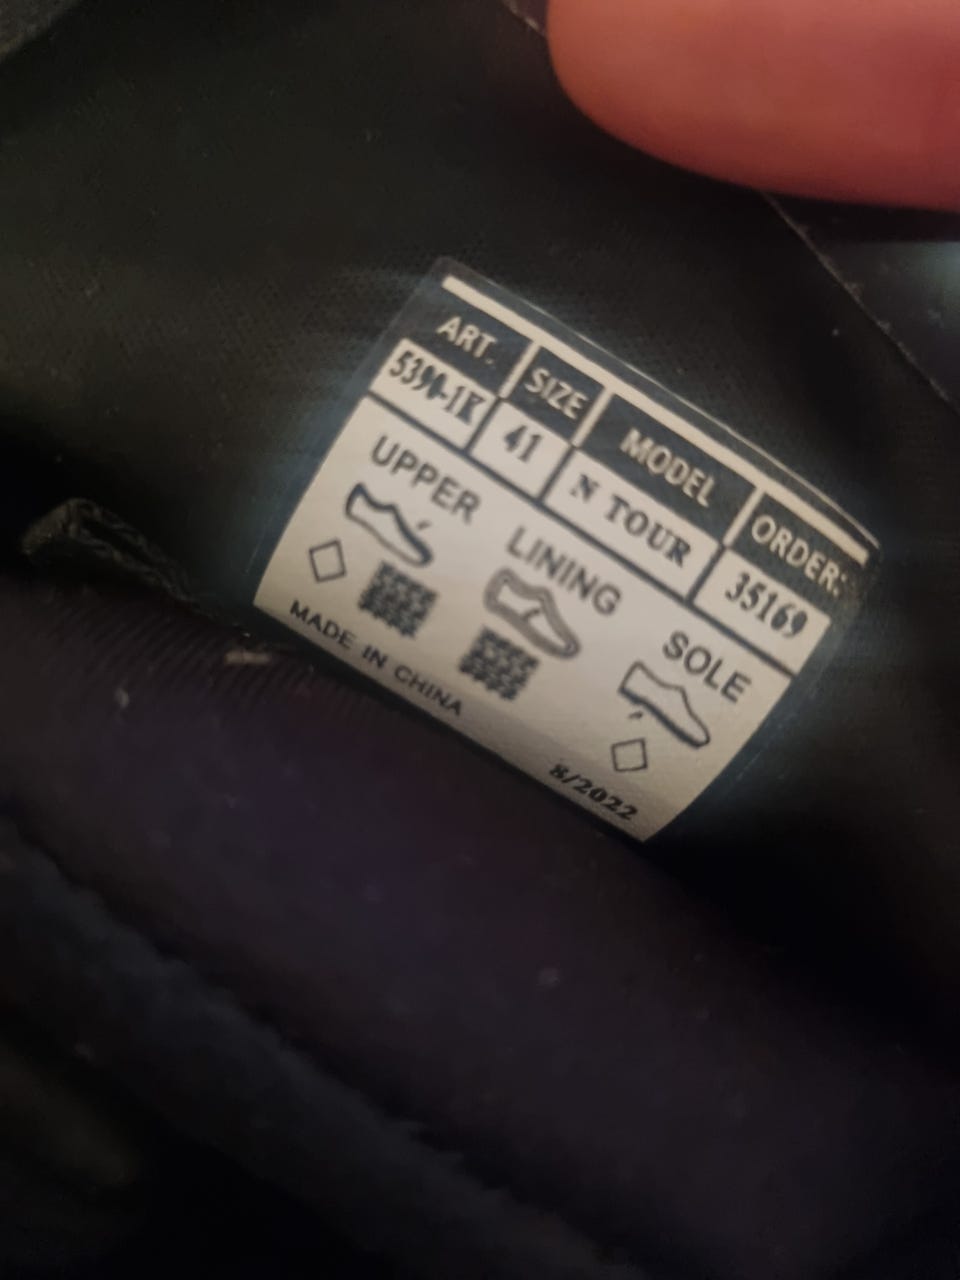 ART. SIZE MODEL ORDER:
5390-1K 41 N TOUR 35169
UPPER LINING SOLE
MADE IN CHINA
8/2022